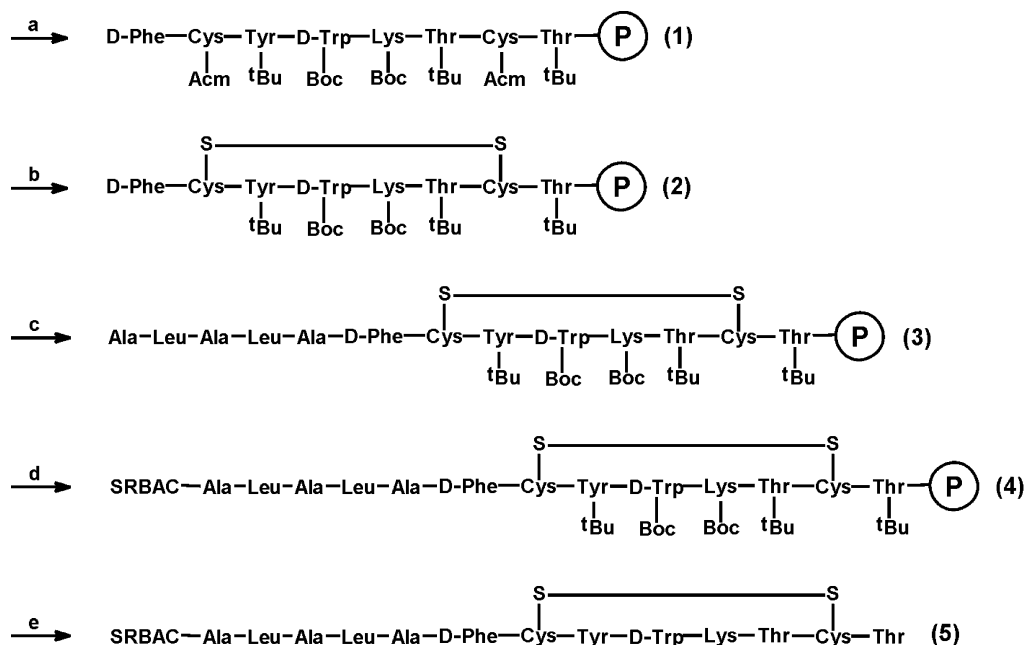 a D-Phe Cys Tyr D-Trp Lys Thr Cys Thr P (1)
Acm tBu Boc Boc tBu Acm tBu
S S
b D-Phe Cys Tyr D-Trp Lys Thr Cys Thr P (2)
tBu Boc Boc tBu tBu
S S
c Ala Leu Ala Leu Ala D-Phe Cys Tyr D-Trp Lys Thr Cys Thr P (3)
tBu Boc Boc tBu tBu
S S
d SRBAC Ala Leu Ala Leu Ala D-Phe Cys Tyr D-Trp Lys Thr Cys Thr P (4)
tBu Boc Boc tBu tBu
S S
e SRBAC Ala Leu Ala Leu Ala D-Phe Cys Tyr D-Trp Lys Thr Cys Thr (5)